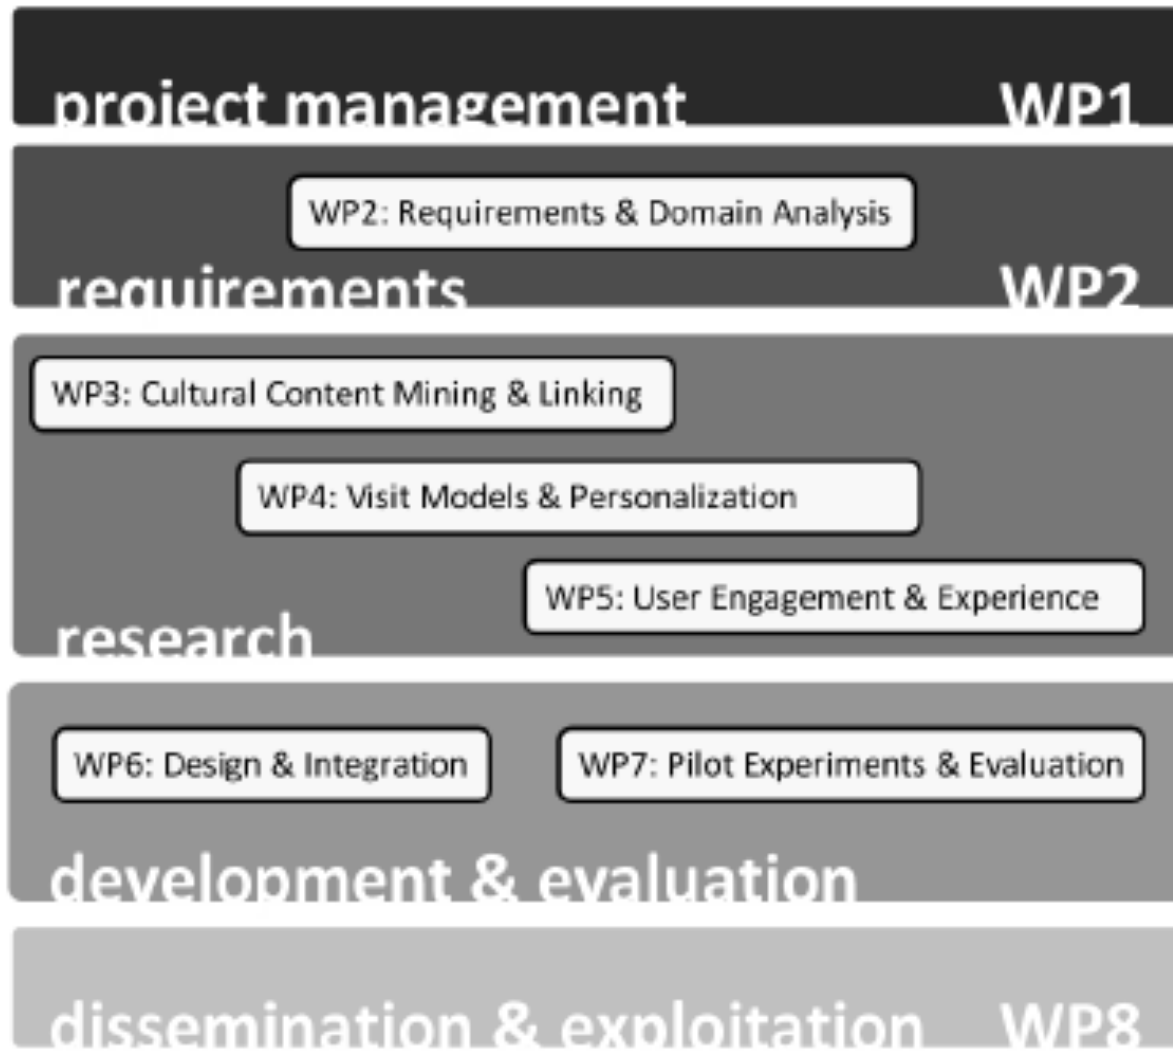 project management WP1
WP2: Requirements & Domain Analysis
requirements WP2
WP3: Cultural Content Mining & Linking
WP4: Visit Models & Personalization
WP5: User Engagement & Experience
research
WP6: Design & Integration WP7: Pilot Experiments & Evaluation
development & evaluation
dissemination & exploitation WP8